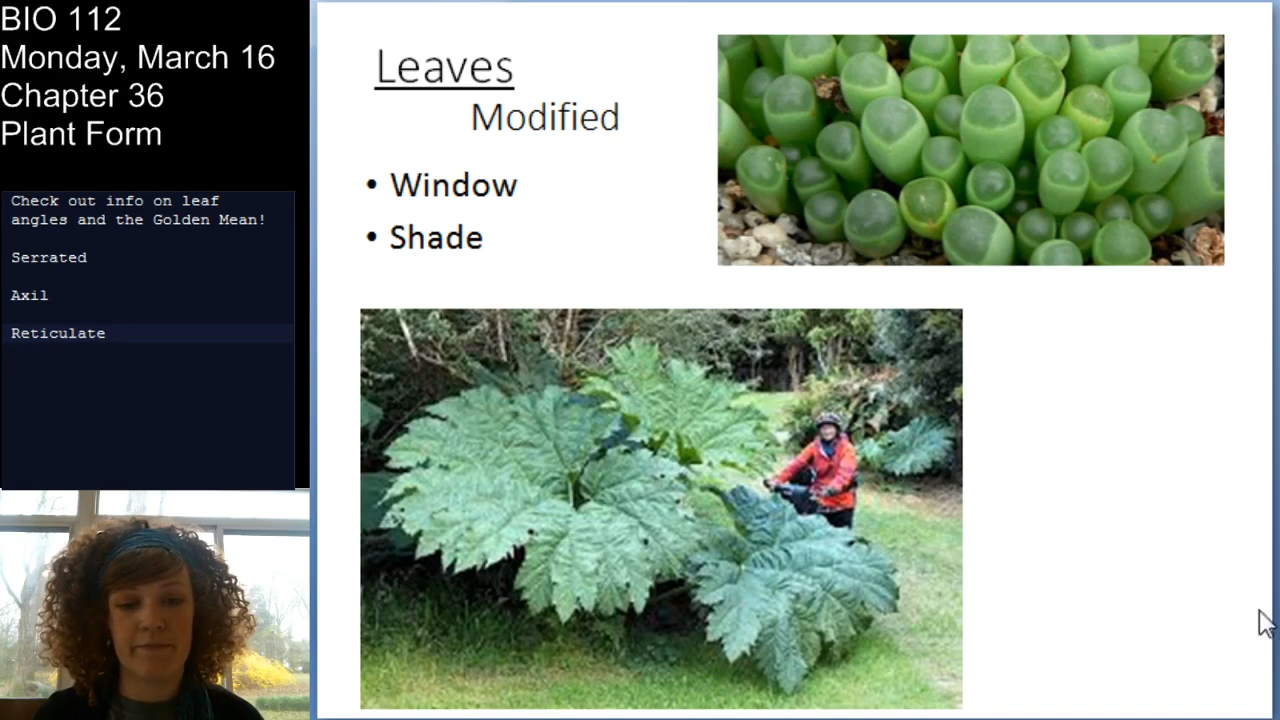 BIO 112
Monday, March 16
Chapter 36
Plant Form
Check out info on leaf
angles and the Golden Mean!
Serrated
Axil
Reticulate
Leaves
Modified
• Window
• Shade